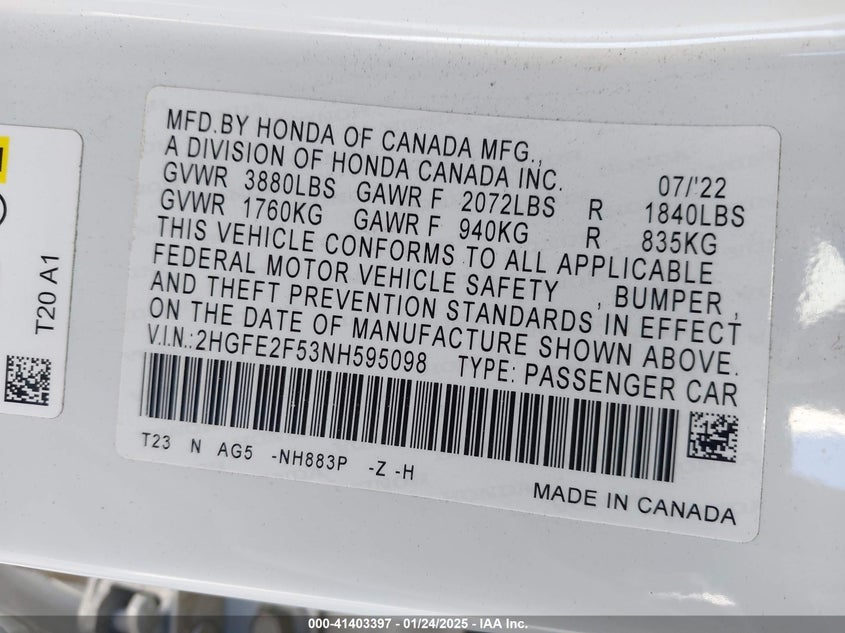 MFD.BY HONDA OF CANADA MFG.,
A DIVISION OF HONDA CANADA INC. 07/'22
GVWR 3880LBS GAWR F 2072LBS R 1840LBS
GVWR 1760KG GAWR F 940KG R 835KG
THIS VEHICLE CONFORMS TO ALL APPLICABLE
FEDERAL MOTOR VEHICLE SAFETY , BUMPER ,
AND THEFT PREVENTION STANDARDS IN EFFECT
ON THE DATE OF MANUFACTURE SHOWN ABOVE.
V.I.N.:2HGFE2F53NH595098 TYPE: PASSENGER CAR
T23 N AG5 -NH883P -Z -H
MADE IN CANADA
T20 A1
000-41403397 - 01/24/2025 - IAA Inc.